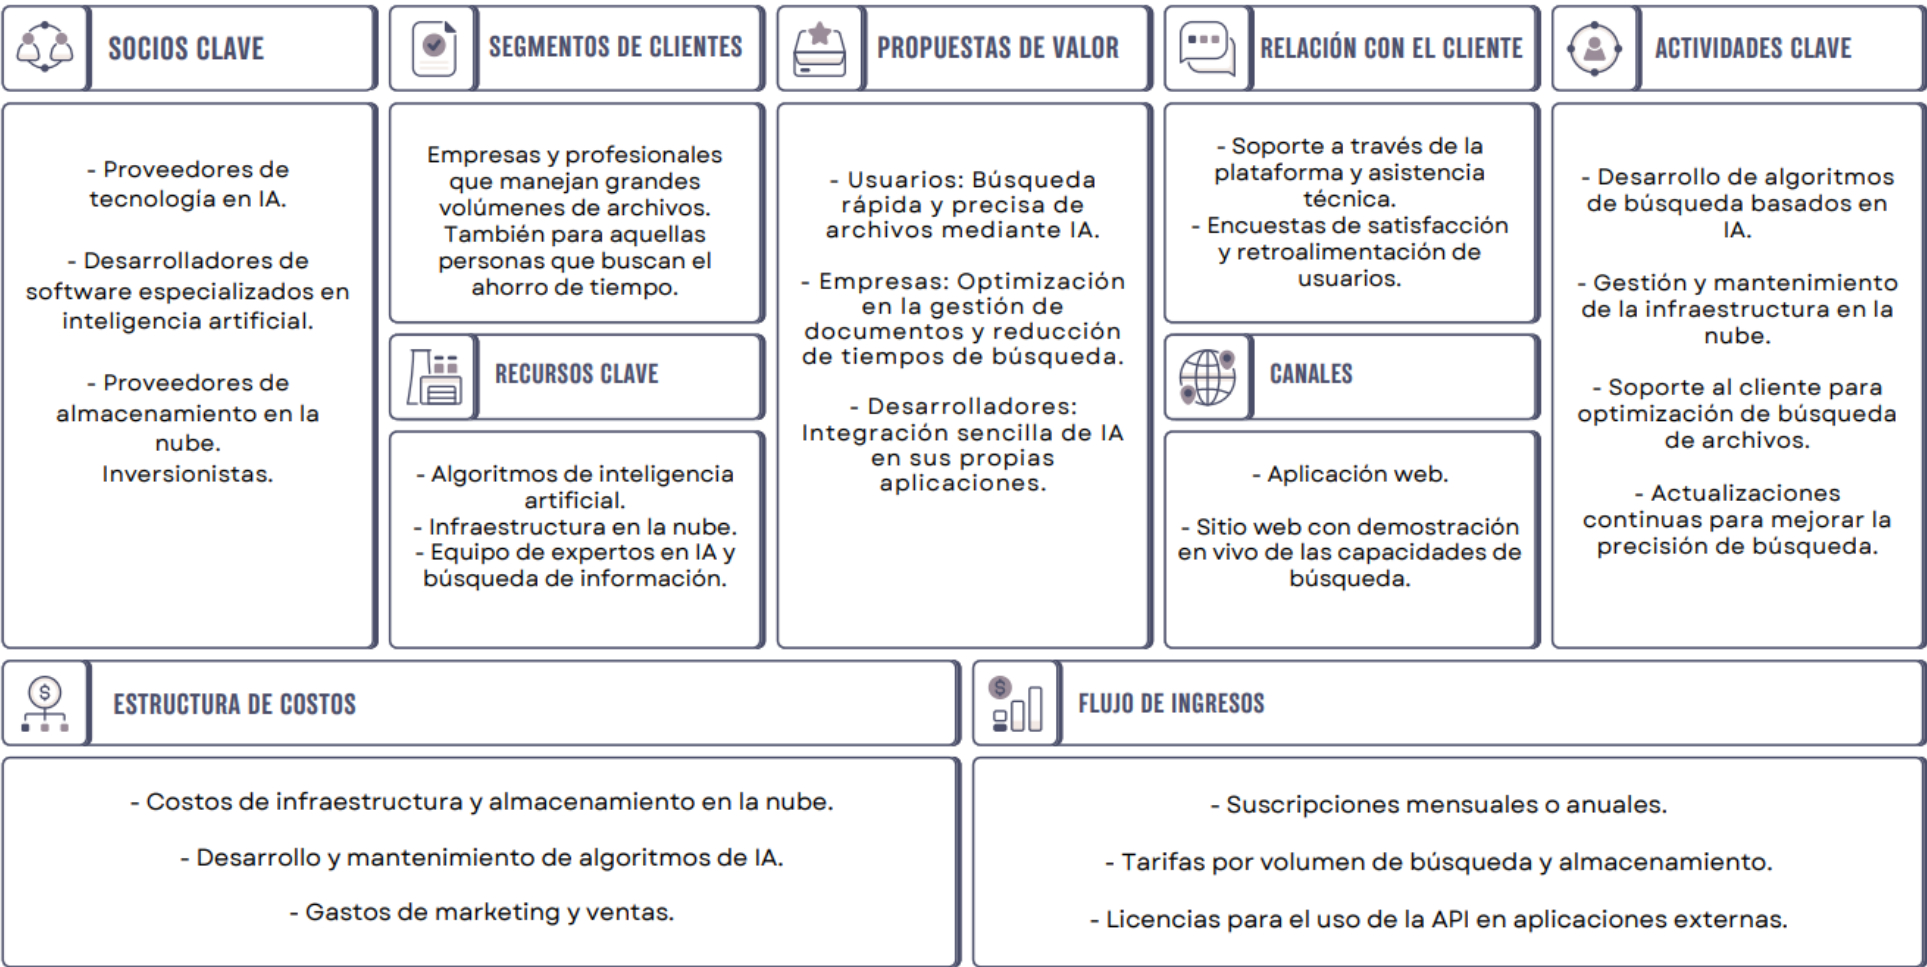 SOCIOS CLAVE
- Proveedores de
tecnología en IA.
- Desarrolladores de
software especializados en
inteligencia artificial.
- Proveedores de
almacenamiento en la
nube.
Inversionistas.
SEGMENTOS DE CLIENTES
Empresas y profesionales
que manejan grandes
volúmenes de archivos.
También para aquellas
personas que buscan el
ahorro de tiempo.
RECURSOS CLAVE
- Algoritmos de inteligencia
artificial.
- Infraestructura en la nube.
- Equipo de expertos en IA y
búsqueda de información.
PROPUESTAS DE VALOR
- Usuarios: Búsqueda
rápida y precisa de
archivos mediante IA.
- Empresas: Optimización
en la gestión de
documentos y reducción
de tiempos de búsqueda.
- Desarrolladores:
Integración sencilla de IA
en sus propias
aplicaciones.
RELACIÓN CON EL CLIENTE
- Soporte a través de la
plataforma y asistencia
técnica.
- Encuestas de satisfacción
y retroalimentación de
usuarios.
CANALES
- Aplicación web.
- Sitio web con demostración
en vivo de las capacidades de
búsqueda.
ACTIVIDADES CLAVE
- Desarrollo de algoritmos
de búsqueda basados en
IA.
- Gestión y mantenimiento
de la infraestructura en la
nube.
- Soporte al cliente para
optimización de búsqueda
de archivos.
- Actualizaciones
continuas para mejorar la
precisión de búsqueda.
$
ESTRUCTURA DE COSTOS
- Costos de infraestructura y almacenamiento en la nube.
- Desarrollo y mantenimiento de algoritmos de IA.
- Gastos de marketing y ventas.
$
FLUJO DE INGRESOS
- Suscripciones mensuales o anuales.
- Tarifas por volumen de búsqueda y almacenamiento.
- Licencias para el uso de la API en aplicaciones externas.